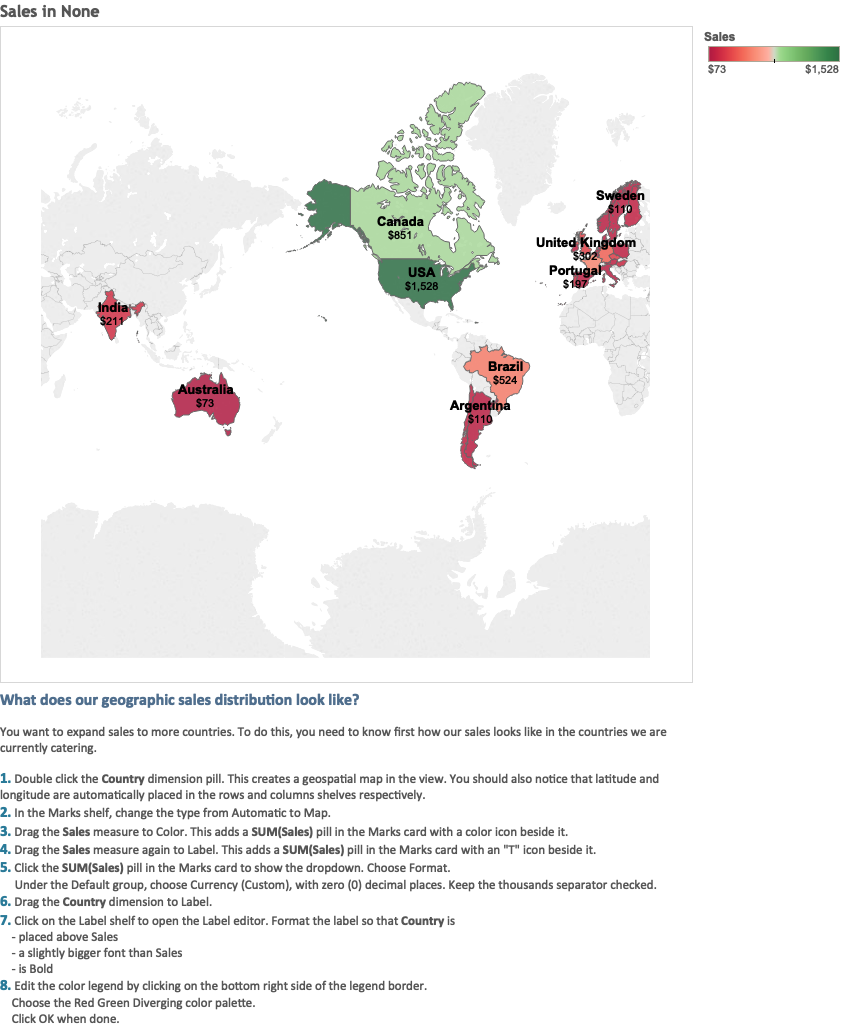 Sales in None
Sales
$73
$1,528
Sweden
$110
Canada
$851
United Kingdom
$302
USA
$1,528
Portugal
$197
India
$211
Brazil
$524
Australia
$73
Argentina
$110
What does our geographic sales distribution look like?
You want to expand sales to more countries. To do this, you need to know first how our sales looks like in the countries we are
currently catering.
1. Double click the Country dimension pill. This creates a geospatial map in the view. You should also notice that latitude and
longitude are automatically placed in the rows and columns shelves respectively.
2. In the Marks shelf, change the type from Automatic to Map.
3. Drag the Sales measure to Color. This adds a SUM(Sales) pill in the Marks card with a color icon beside it.
4. Drag the Sales measure again to Label. This adds a SUM(Sales) pill in the Marks card with an "T" icon beside it.
5. Click the SUM(Sales) pill in the Marks card to show the dropdown. Choose Format.
Under the Default group, choose Currency (Custom), with zero (0) decimal places. Keep the thousands separator checked.
6. Drag the Country dimension to Label.
7. Click on the Label shelf to open the Label editor. Format the label so that Country is
- placed above Sales
- a slightly bigger font than Sales
- is Bold
8. Edit the color legend by clicking on the bottom right side of the legend border.
Choose the Red Green Diverging color palette.
Click OK when done.